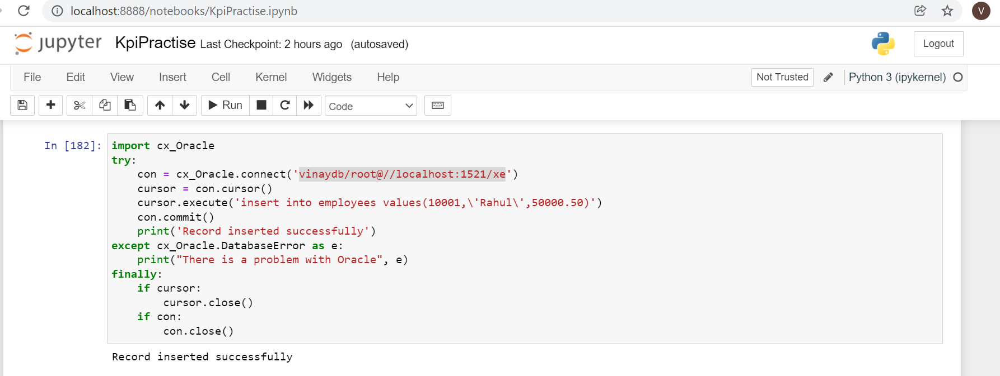 localhost:8888/notebooks/KpiPractise.ipynb
V
jupyter KpiPractise Last Checkpoint: 2 hours ago (autosaved)
Logout
File Edit View Insert Cell Kernel Widgets Help
Not Trusted
Python 3 (ipykernel)
Run
Code
In [182]:
import cx_Oracle
try:
    con = cx_Oracle.connect('vinaydb/root@//localhost:1521/xe')
    cursor = con.cursor()
    cursor.execute('insert into employees values(10001,\'Rahul\',50000.50)')
    con.commit()
    print('Record inserted successfully')
except cx_Oracle.DatabaseError as e:
    print("There is a problem with Oracle", e)
finally:
    if cursor:
        cursor.close()
    if con:
        con.close()
Record inserted successfully